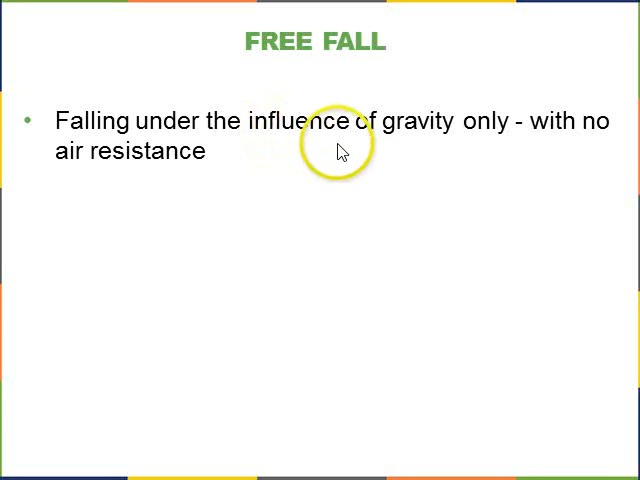 FREE FALL
• Falling under the influence of gravity only - with no
air resistance